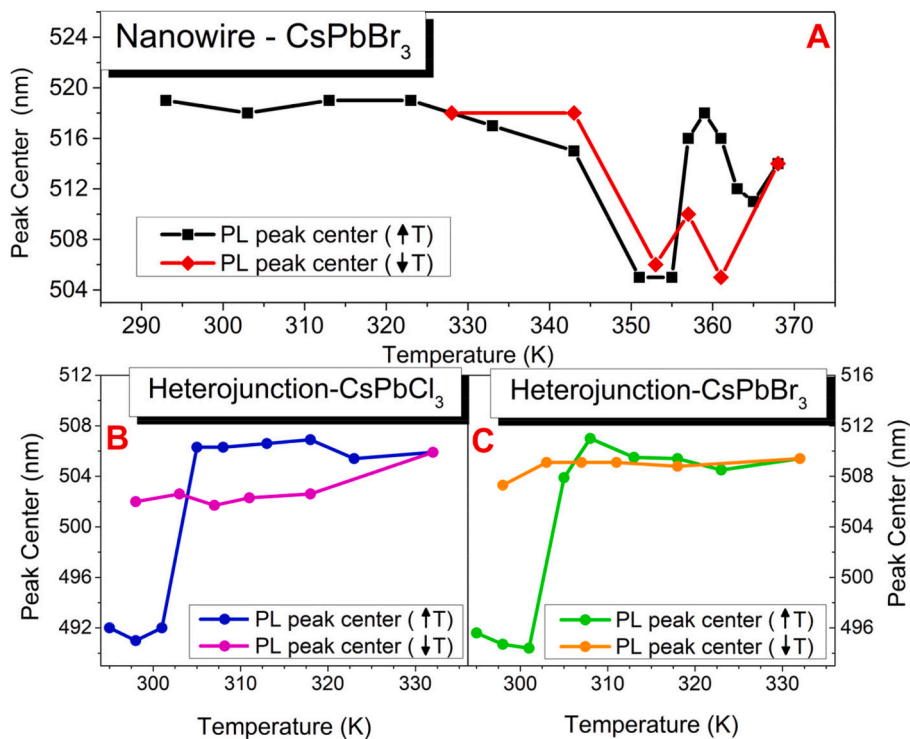 Nanowire - CsPbBr3
A
Peak Center (nm)
524
520
516
512
508
504
PL peak center (↑T)
PL peak center (↓T)
290 300 310 320 330 340 350 360 370
Temperature (K)
Heterojunction-CsPbCl3
B
Peak Center (nm)
512
508
504
500
496
492
PL peak center (↑T)
PL peak center (↓T)
300 310 320 330
Temperature (K)
Heterojunction-CsPbBr3
C
516
512
508
504
500
496
Peak Center (nm)
PL peak center (↑T)
PL peak center (↓T)
300 310 320 330
Temperature (K)